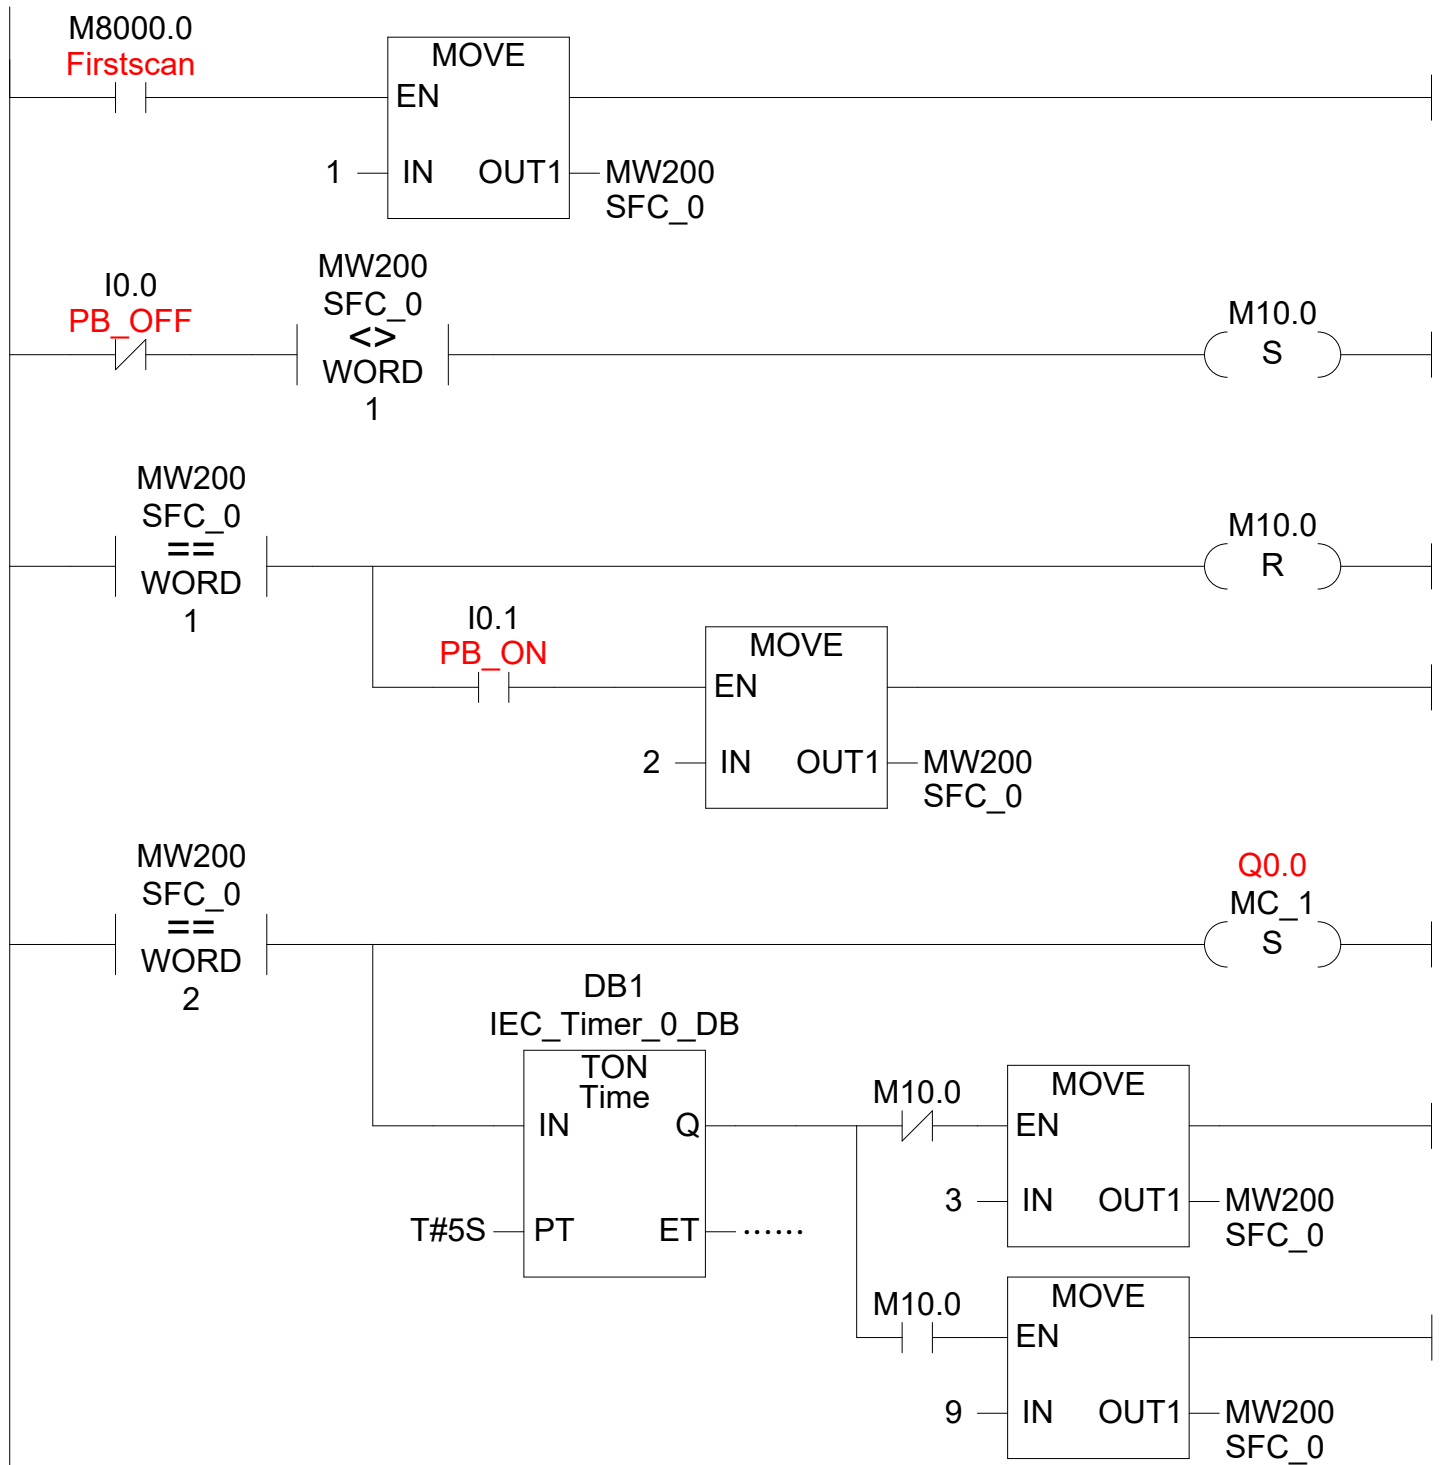 M8000.0
Firstscan
MOVE
EN
1 IN OUT1 MW200
SFC_0
I0.0
PB_OFF
MW200
SFC_0
<>
WORD
1
M10.0
S
MW200
SFC_0
==
WORD
1
M10.0
R
I0.1
PB_ON
MOVE
EN
2 IN OUT1 MW200
SFC_0
MW200
SFC_0
==
WORD
2
Q0.0
MC_1
S
DB1
IEC_Timer_0_DB
TON
Time
IN Q
T#5S PT ET ......
M10.0
MOVE
EN
3 IN OUT1 MW200
SFC_0
M10.0
MOVE
EN
9 IN OUT1 MW200
SFC_0